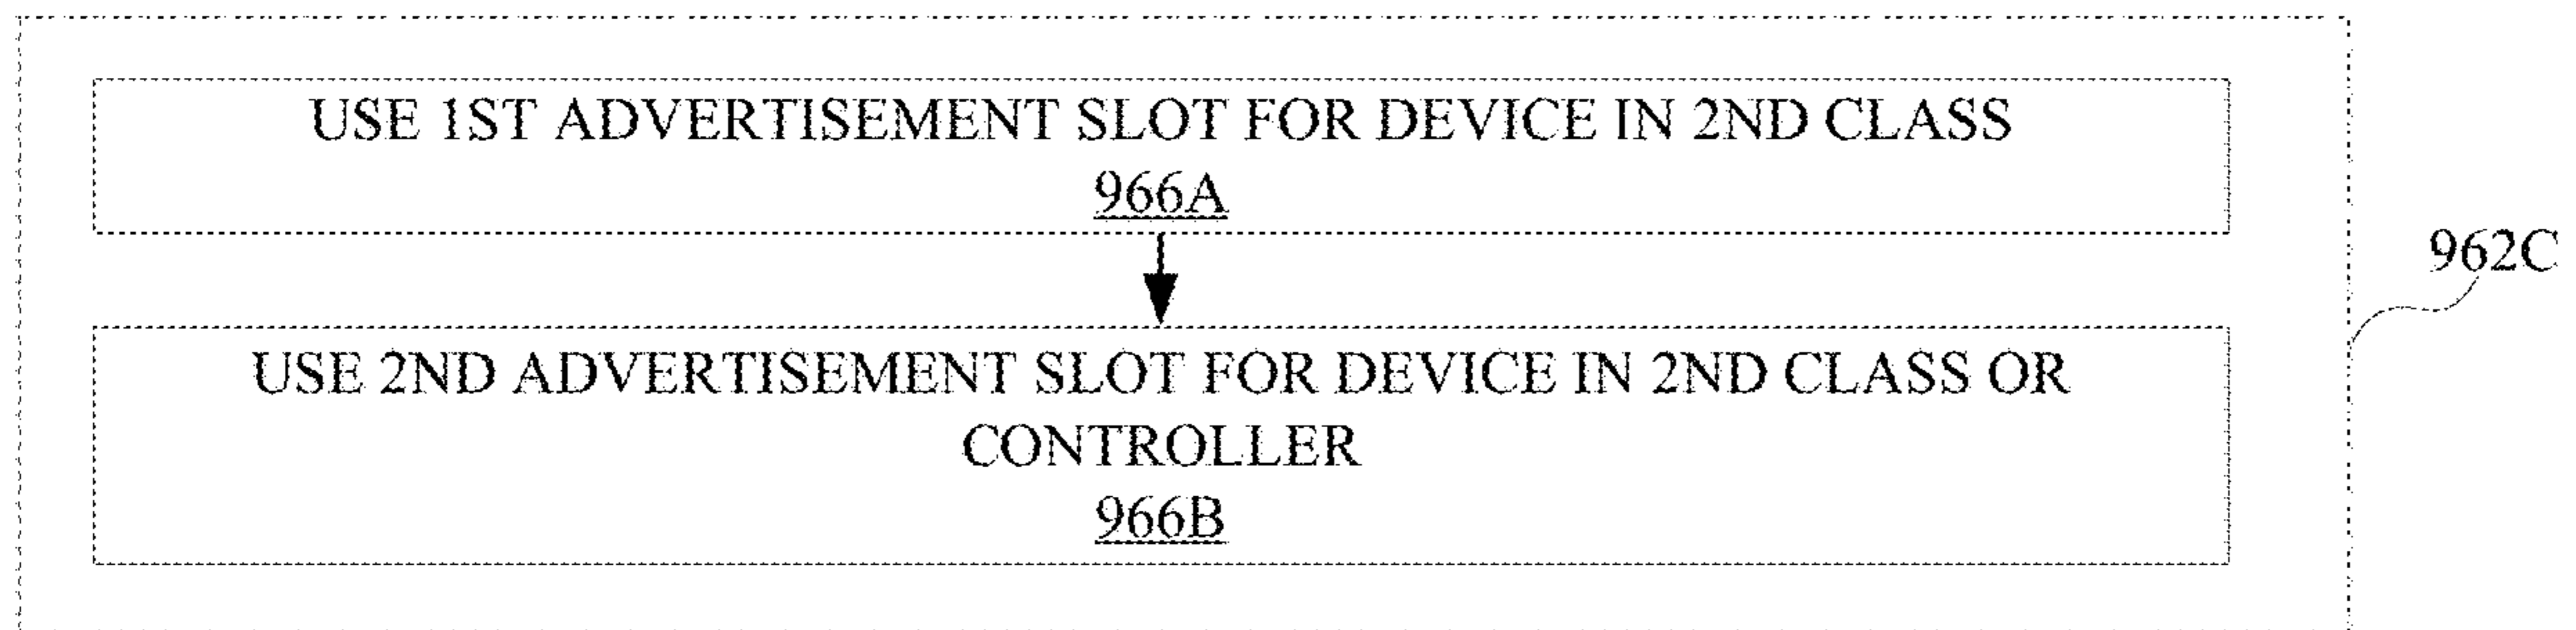 USE 1ST ADVERTISEMENT SLOT FOR DEVICE IN 2ND CLASS
966A
962C
USE 2ND ADVERTISEMENT SLOT FOR DEVICE IN 2ND CLASS OR
CONTROLLER
966B